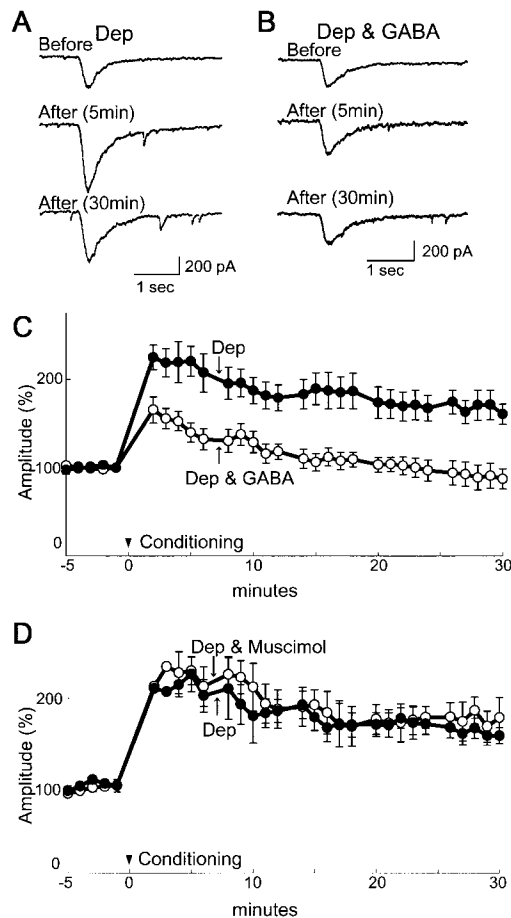 A
Dep
Before
After (5min)
After (30min)
200 pA
1 sec
B
Dep & GABA
Before
After (5min)
After (30min)
200 pA
1 sec
C
Amplitude (%)
200
100
0
Dep
Dep & GABA
Conditioning
-5 0 10 20 30
minutes
D
Amplitude (%)
200
100
0
Dep & Muscimol
Dep
Conditioning
-5 0 10 20 30
minutes